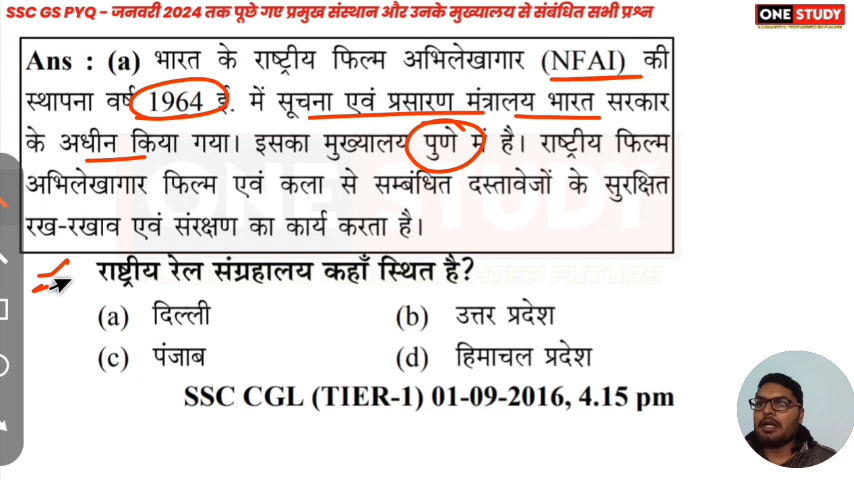 SSC GS PYQ - जनवरी 2024 तक पूछे गए प्रमुख संस्थान और उनके मुख्यालय से संबंधित सभी प्रश्न
ONE STUDY
Ans : (a) भारत के राष्ट्रीय फिल्म अभिलेखागार (NFAI) की
स्थापना वर्ष 1964 ई. में सूचना एवं प्रसारण मंत्रालय भारत सरकार
के अधीन किया गया। इसका मुख्यालय पुणे में है। राष्ट्रीय फिल्म
अभिलेखागार फिल्म एवं कला से सम्बंधित दस्तावेजों के सुरक्षित
रख-रखाव एवं संरक्षण का कार्य करता है।
राष्ट्रीय रेल संग्रहालय कहाँ स्थित है?
(a) दिल्ली (b) उत्तर प्रदेश
(c) पंजाब (d) हिमाचल प्रदेश
SSC CGL (TIER-1) 01-09-2016, 4.15 pm